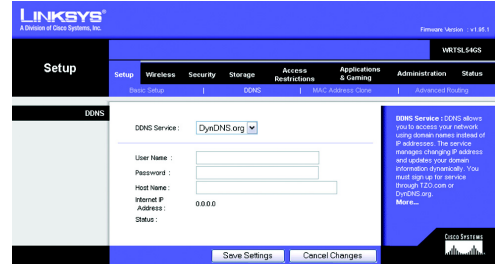 LINKSYS®
A Division of Cisco Systems, Inc.
Firmware Version : v1.95.1
WRTSL54GS
Setup
Setup Wireless Security Storage Access Restrictions Applications & Gaming Administration Status
Basic Setup | DDNS | MAC Address Clone | Advanced Routing
DDNS
DDNS Service : DynDNS.org
User Name :
Password :
Host Name :
Internet IP Address : 0.0.0.0
Status :
DDNS Service : DDNS allows
you to access your network
using domain names instead of
IP addresses. The service
manages changing IP address
and updates your domain
information dynamically. You
must sign up for service
through TZO.com or
DynDNS.org.
More...
Save Settings Cancel Changes
CISCO SYSTEMS